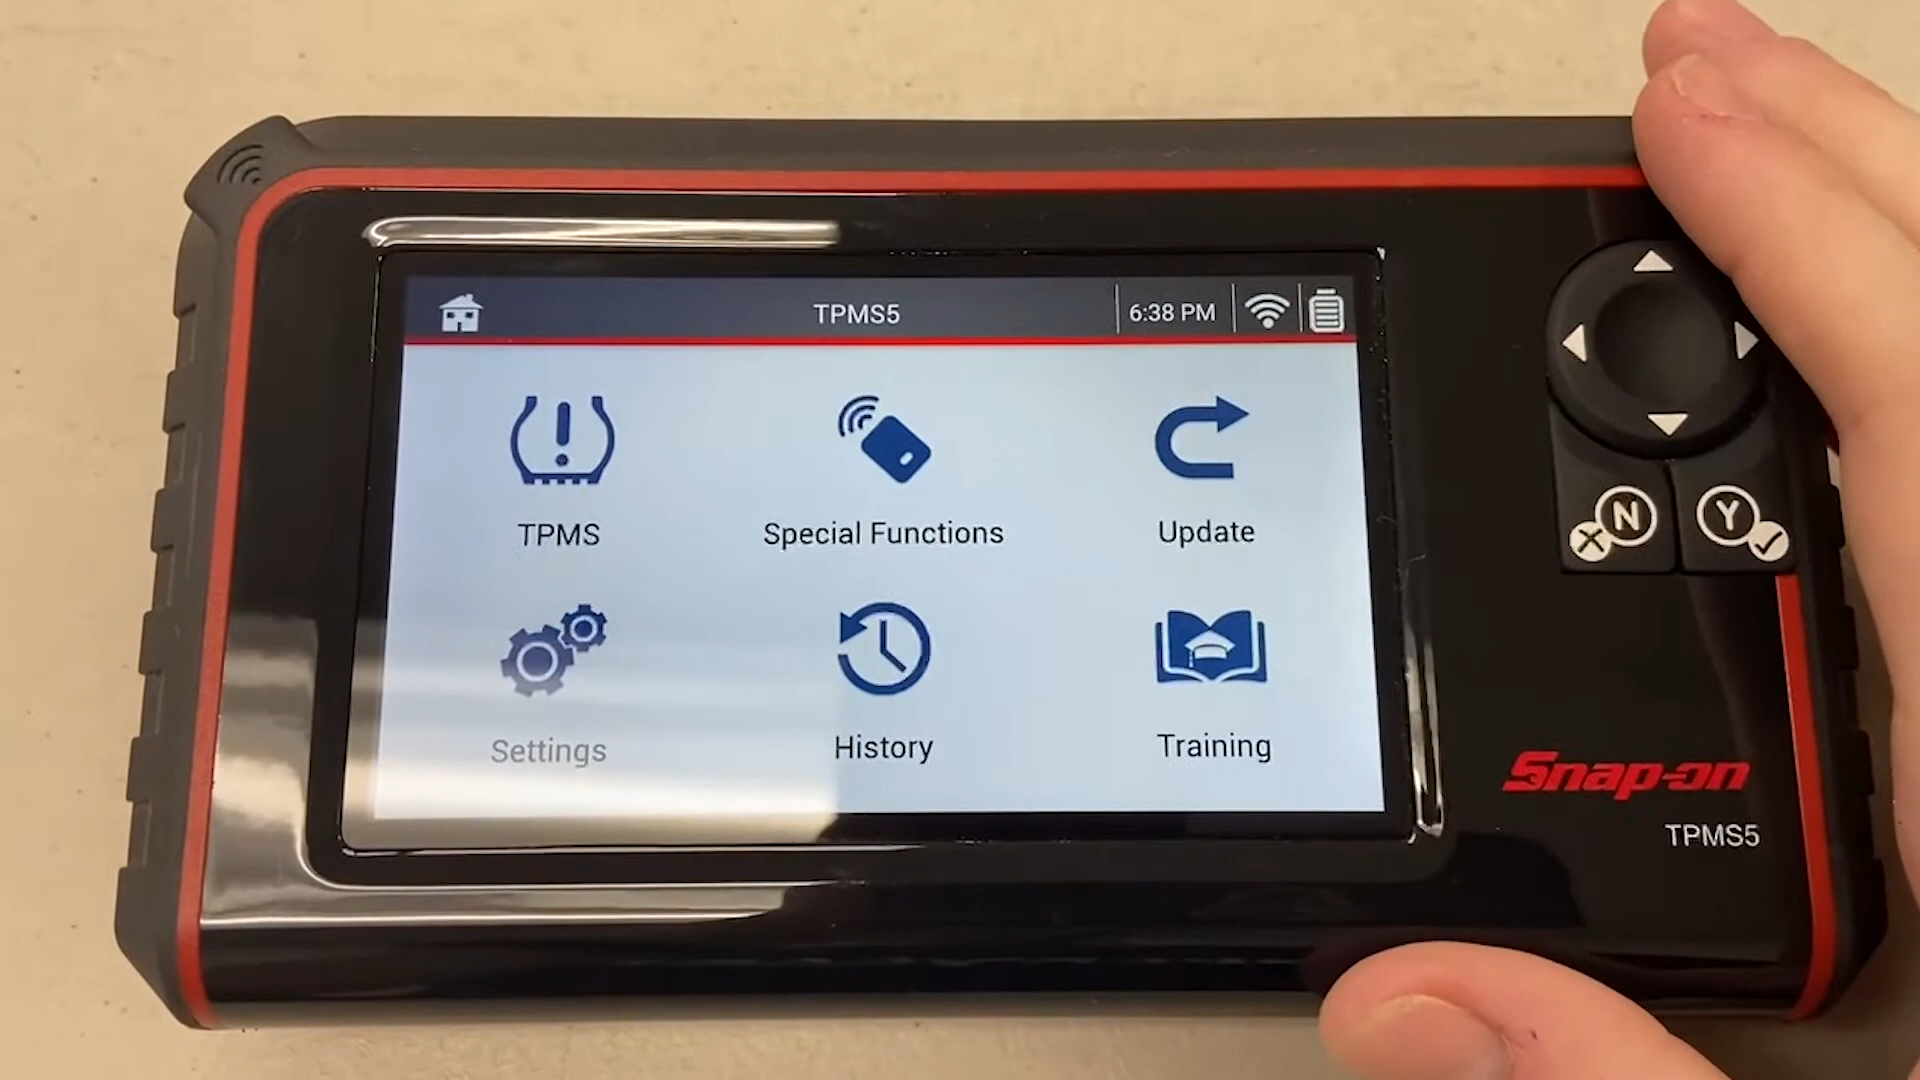 TPMS5
6:38 PM
TPMS
Special Functions
Update
Settings
History
Training
N
Y
Snap-on
TPMS5